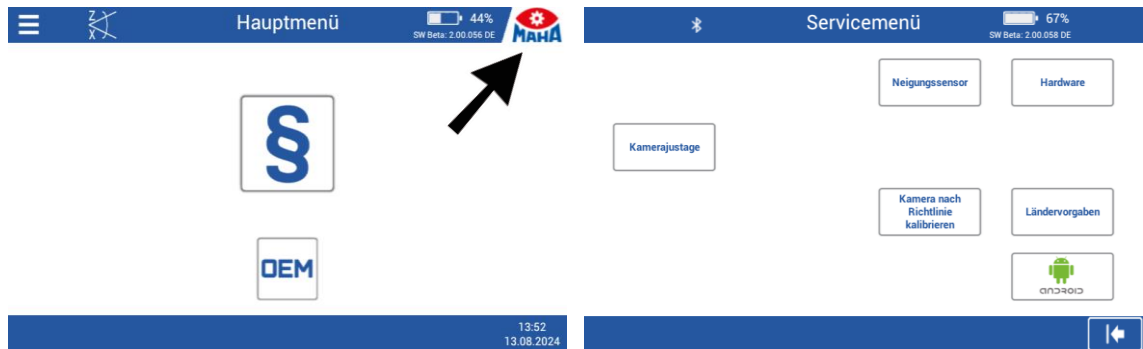 Z
X
Hauptmenü
44%
SW Beta: 2.00.056 DE
MAHA
§
OEM
13:52
13.08.2024
Servicemenü
67%
SW Beta: 2.00.058 DE
Neigungssensor
Hardware
Kamerajustage
Kamera nach
Richtlinie
kalibrieren
Ländervorgaben
ANDROID